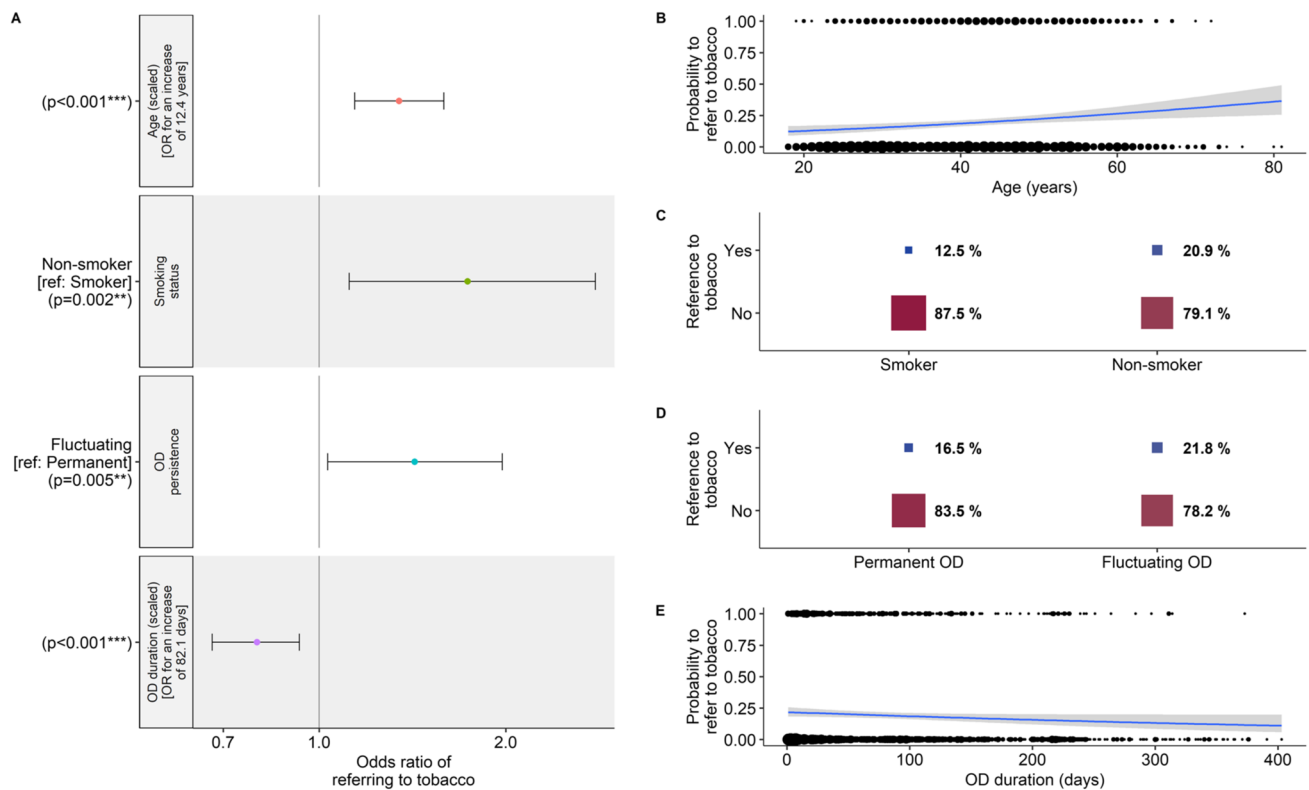 A
(p<0.001***)
Age (scaled)
[OR for an increase
of 12.4 years]
Non-smoker
[ref: Smoker]
(p=0.002**)
Smoking
status
Fluctuating
[ref: Permanent]
(p=0.005**)
OD
persistence
(p<0.001***)
OD duration (scaled)
[OR for an increase
of 82.1 days]
0.7 1.0 2.0
Odds ratio of
referring to tobacco
B
Probability to
refer to tobacco
1.00
0.75
0.50
0.25
0.00
20 40 60 80
Age (years)
C
Reference to
tobacco
Yes 12.5 % 20.9 %
No 87.5 % 79.1 %
Smoker Non-smoker
D
Reference to
tobacco
Yes 16.5 % 21.8 %
No 83.5 % 78.2 %
Permanent OD Fluctuating OD
E
Probability to
refer to tobacco
1.00
0.75
0.50
0.25
0.00
0 100 200 300 400
OD duration (days)